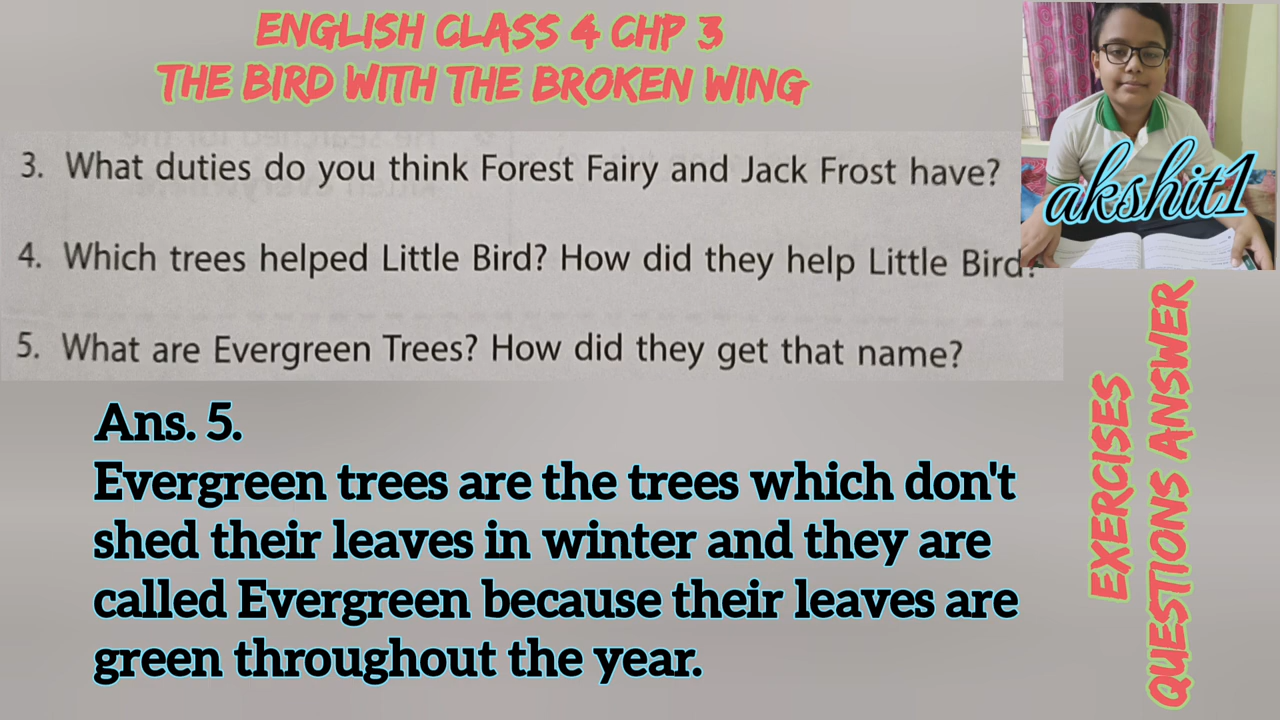 ENGLISH CLASS 4 CHP 3
THE BIRD WITH THE BROKEN WING
akshit1
3. What duties do you think Forest Fairy and Jack Frost have?
4. Which trees helped Little Bird? How did they help Little Bird?
5. What are Evergreen Trees? How did they get that name?
EXERCISES
QUESTIONS ANSWER
Ans. 5.
Evergreen trees are the trees which don't
shed their leaves in winter and they are
called Evergreen because their leaves are
green throughout the year.